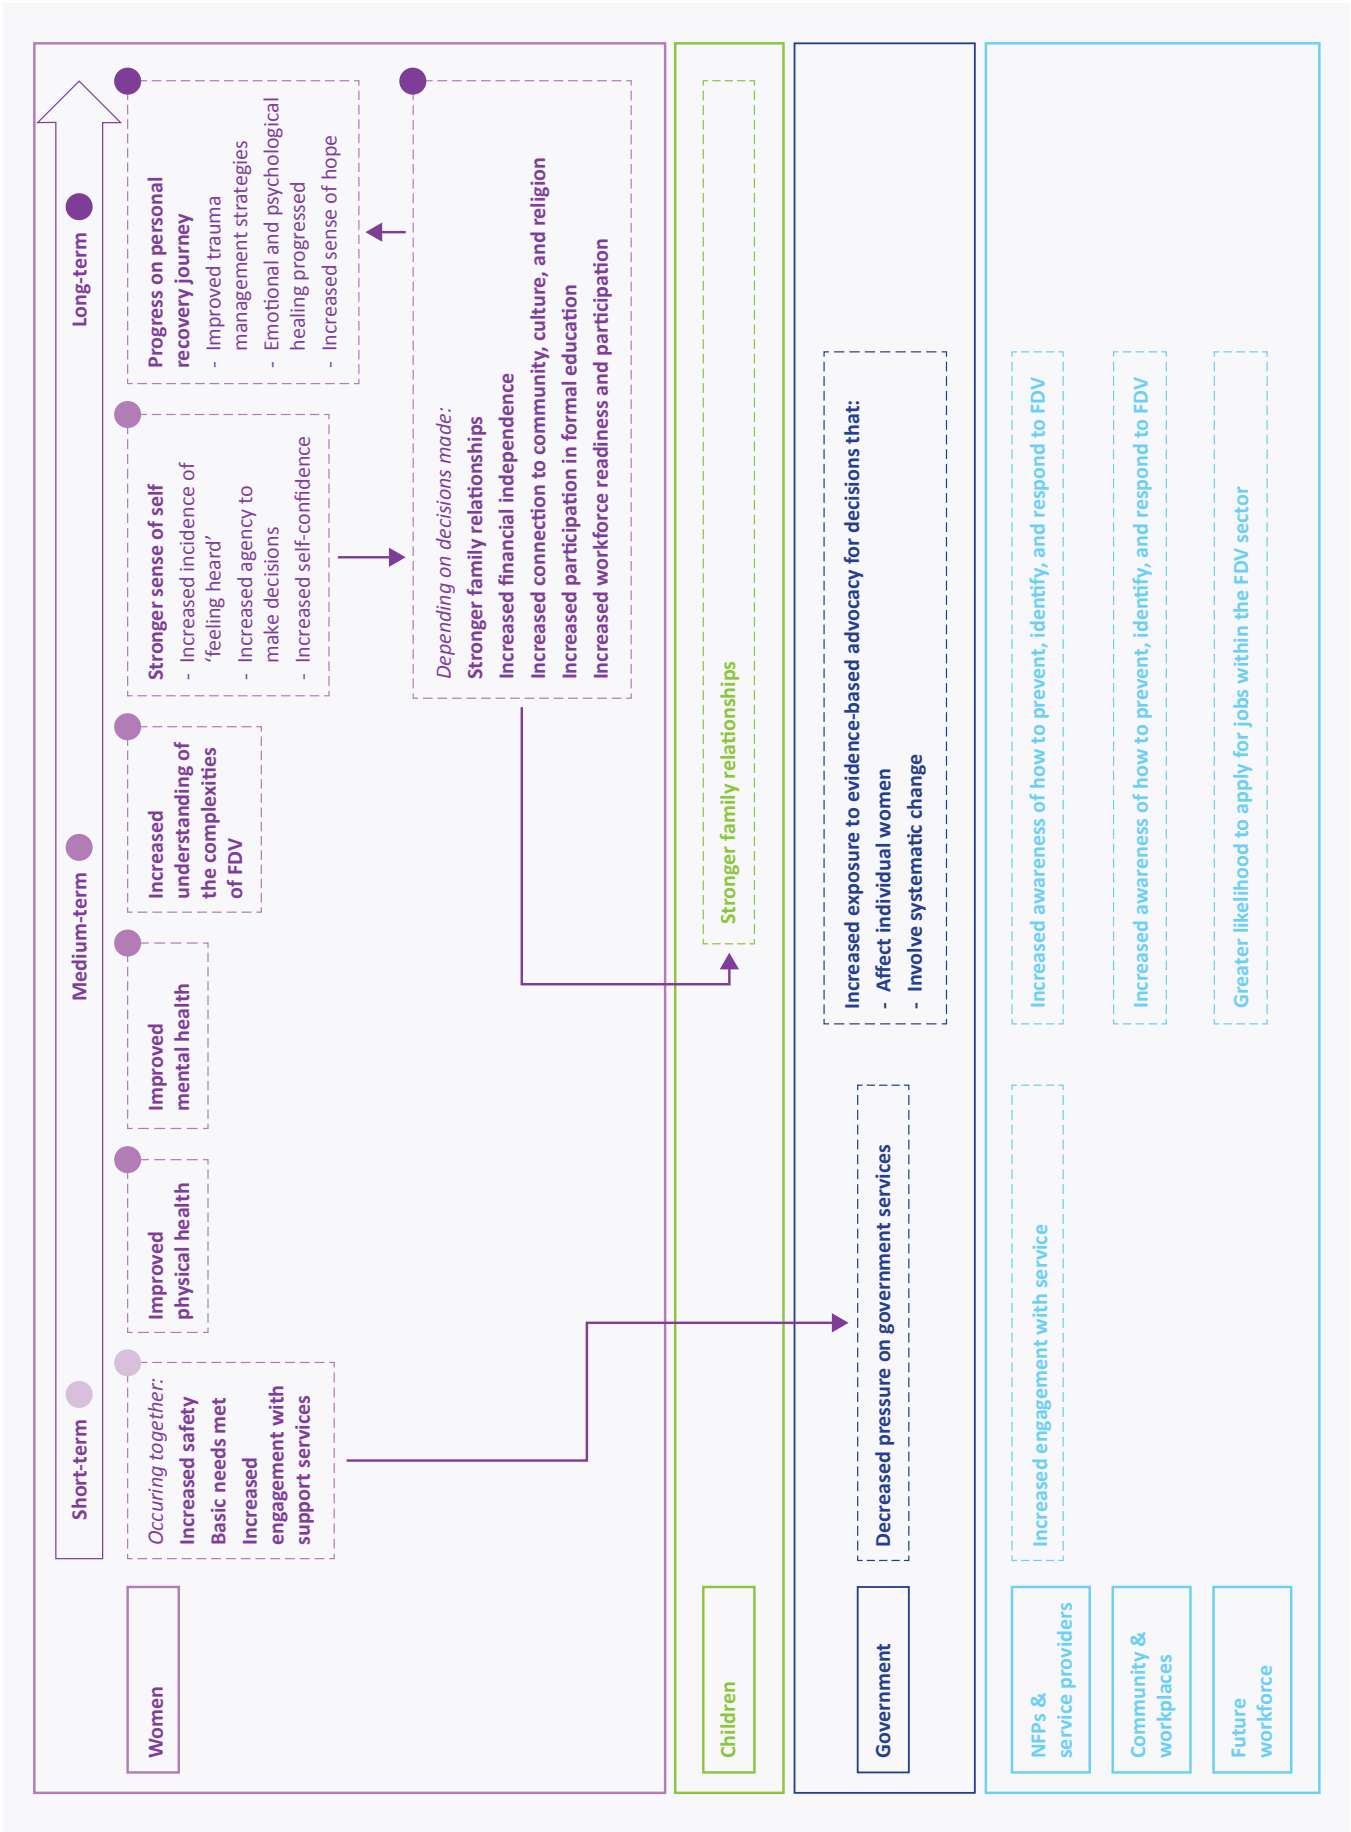 Short-term
Medium-term
Long-term
Women
Occuring together:
Increased safety
Basic needs met
Increased
engagement with
support services
Improved
physical health
Improved
mental health
Increased
understanding of
the complexities
of FDV
Stronger sense of self
- Increased incidence of
‘feeling heard’
- Increased agency to
make decisions
- Increased self-confidence
Progress on personal
recovery journey
- Improved trauma
management strategies
- Emotional and psychological
healing progressed
- Increased sense of hope
Depending on decisions made:
Stronger family relationships
Increased financial independence
Increased connection to community, culture, and religion
Increased participation in formal education
Increased workforce readiness and participation
Children
Stronger family relationships
Government
Decreased pressure on government services
Increased exposure to evidence-based advocacy for decisions that:
- Affect individual women
- Involve systematic change
NFPs &
service providers
Increased engagement with service
Increased awareness of how to prevent, identify, and respond to FDV
Community &
workplaces
Increased awareness of how to prevent, identify, and respond to FDV
Future
workforce
Greater likelihood to apply for jobs within the FDV sector